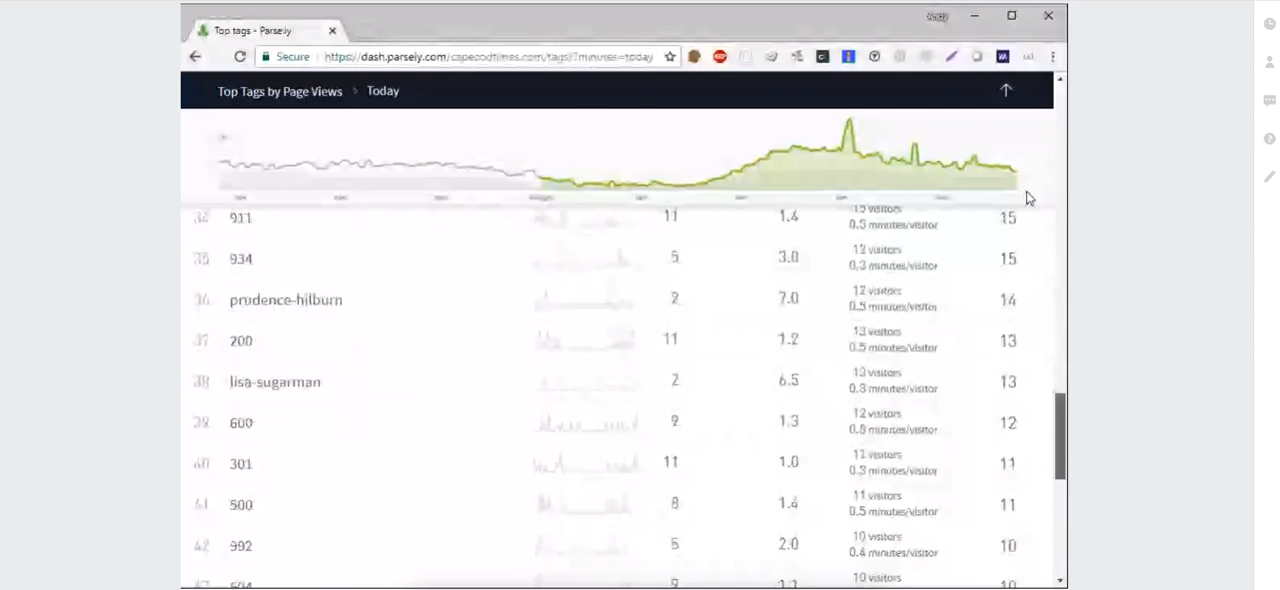 Top tags - Parse.ly
Secure https://dash.parsely.com/capecodtimes.com/tags/?minutes=today
Top Tags by Page Views > Today
34 911 11 1.4 15 visitors 0.3 minutes/visitor 15
35 934 5 3.0 12 visitors 0.3 minutes/visitor 15
36 prudence-hilburn 2 7.0 12 visitors 0.5 minutes/visitor 14
37 200 11 1.2 13 visitors 0.5 minutes/visitor 13
38 lisa-sugarman 2 6.5 13 visitors 0.3 minutes/visitor 13
39 600 9 1.3 12 visitors minutes/visitor 12
40 301 11 1.0 11 visitors 0.3 minutes/visitor 11
41 500 8 1.4 11 visitors 0.5 minutes/visitor 11
42 992 5 2.0 10 visitors 0.4 minutes/visitor 10
9 10 visitors 10